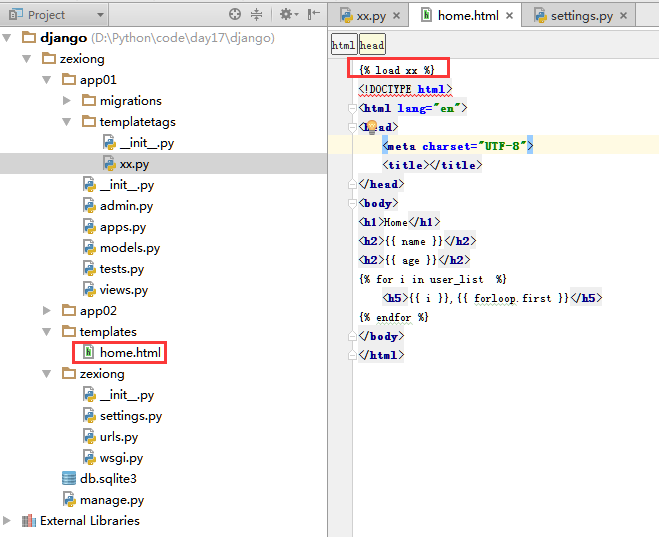 Project
django (D:\Python\code\day17\django)
zexiong
app01
migrations
templatetags
__init__.py
xx.py
__init__.py
admin.py
apps.py
models.py
tests.py
views.py
app02
templates
home.html
zexiong
__init__.py
settings.py
urls.py
wsgi.py
db.sqlite3
manage.py
External Libraries
xx.py × home.html × settings.py ×
html head
{% load xx %}
<!DOCTYPE html>
<html lang="en">
<head>
<meta charset="UTF-8">
<title></title>
</head>
<body>
<h1>Home</h1>
<h2>{{ name }}</h2>
<h2>{{ age }}</h2>
{% for i in user_list  %}
<h5>{{ i }},{{ forloop.first }}</h5>
{% endfor %}
</body>
</html>